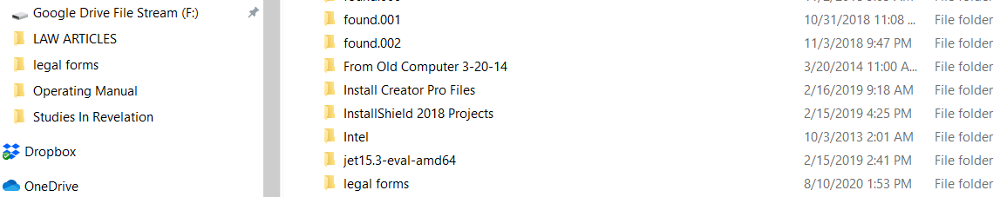 Google Drive File Stream (F:)
LAW ARTICLES
legal forms
Operating Manual
Studies In Revelation
Dropbox
OneDrive
found.001 10/31/2018 11:08 ... File folder
found.002 11/3/2018 9:47 PM File folder
From Old Computer 3-20-14 3/20/2014 11:00 A... File folder
Install Creator Pro Files 2/16/2019 9:18 AM File folder
InstallShield 2018 Projects 2/15/2019 4:25 PM File folder
Intel 10/3/2013 2:01 AM File folder
jet15.3-eval-amd64 2/15/2019 2:41 PM File folder
legal forms 8/10/2020 1:53 PM File folder